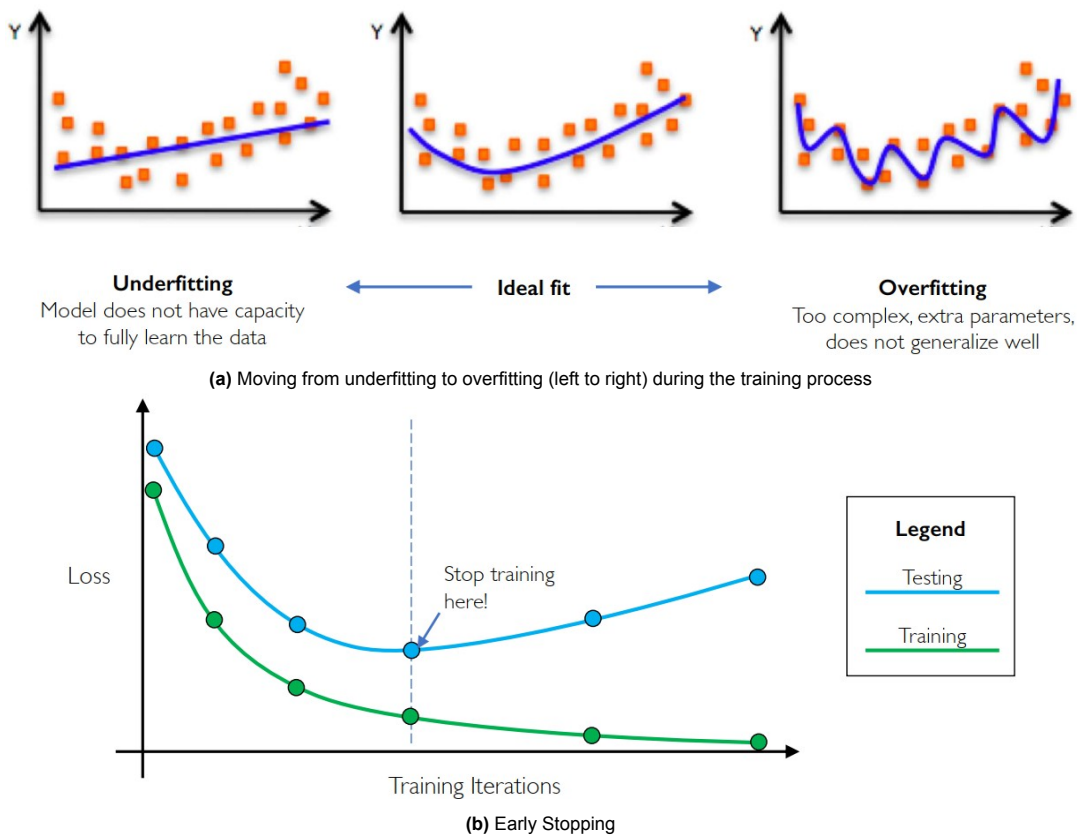 Y
Y
Y
Underfitting
Model does not have capacity
to fully learn the data
Ideal fit
Overfitting
Too complex, extra parameters,
does not generalize well
(a) Moving from underfitting to overfitting (left to right) during the training process
Loss
Stop training
here!
Legend
Testing
Training
Training Iterations
(b) Early Stopping